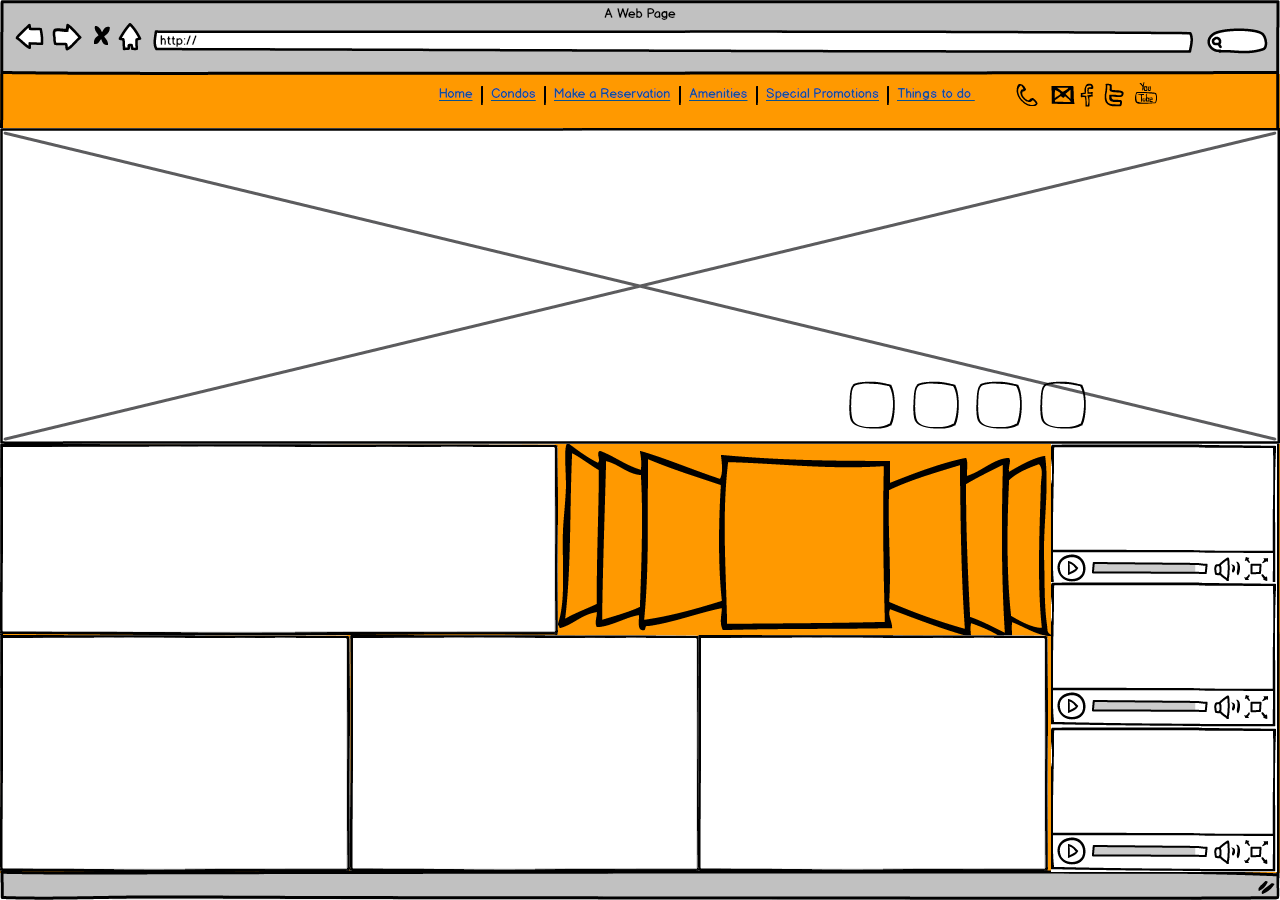 A Web Page
http://
Home | Condos | Make a Reservation | Amenities | Special Promotions | Things to do
You
Tube